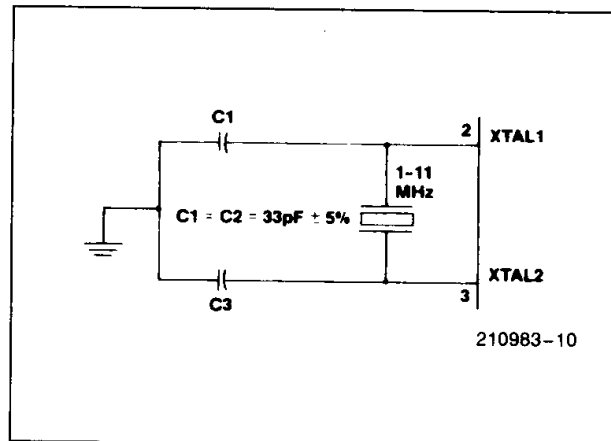 C1
2 XTAL1
1-11
MHz
C1 = C2 = 33pF ± 5%
XTAL2
3
C3
210983-10